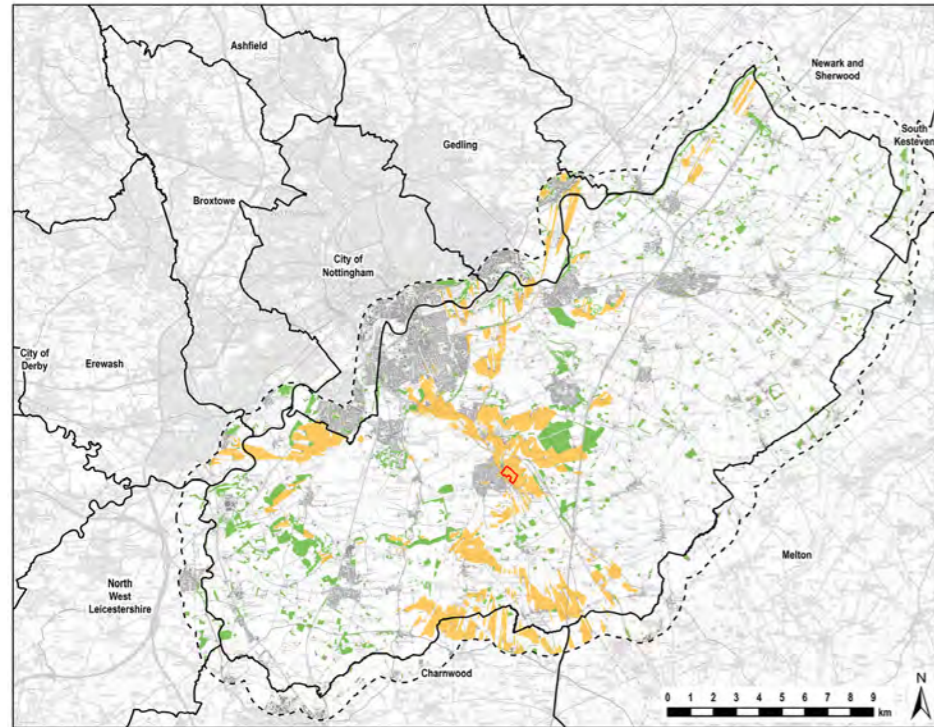 Ashfield
Newark and
Sherwood
South
Kesteven
Gedling
Broxtowe
City of
Nottingham
City of
Derby
Erewash
Melton
North
West
Leicestershire
Charnwood
N
0 1 2 3 4 5 6 7 8 9
km